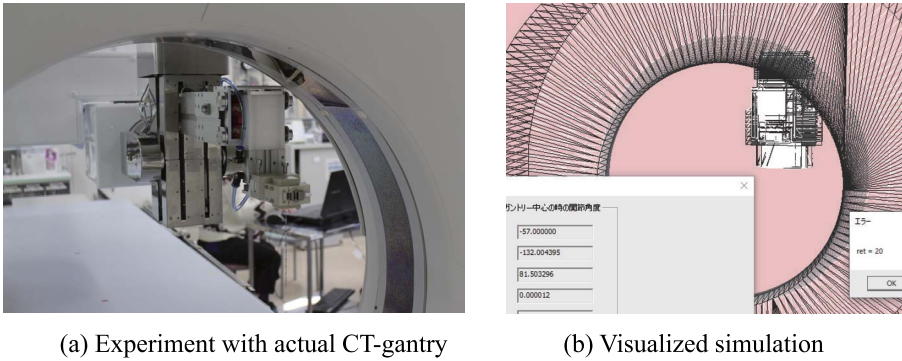 ガントリー中心の時の関節角度
-57.000000
-132.004395
81.503296
0.000012
エラー
ret = 20
OK
(a) Experiment with actual CT-gantry
(b) Visualized simulation